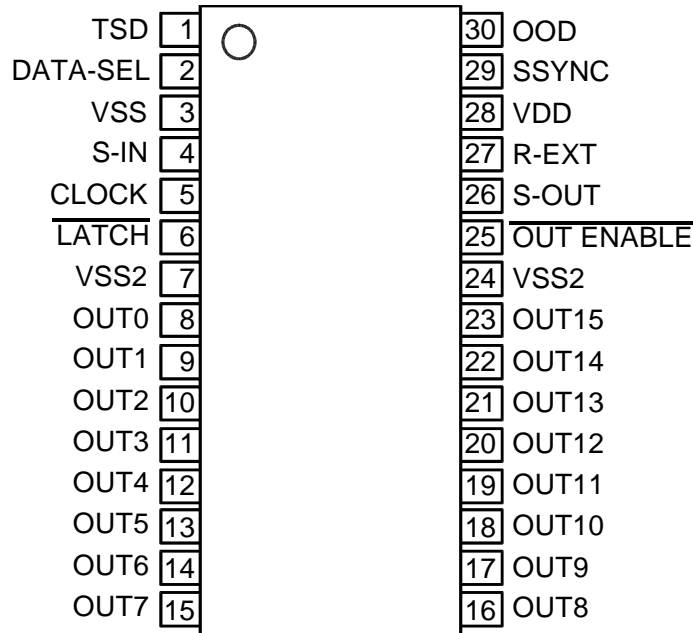 TSD 1 30 OOD
DATA-SEL 2 29 SSYNC
VSS 3 28 VDD
S-IN 4 27 R-EXT
CLOCK 5 26 S-OUT
LATCH 6 25 OUT ENABLE
VSS2 7 24 VSS2
OUT0 8 23 OUT15
OUT1 9 22 OUT14
OUT2 10 21 OUT13
OUT3 11 20 OUT12
OUT4 12 19 OUT11
OUT5 13 18 OUT10
OUT6 14 17 OUT9
OUT7 15 16 OUT8